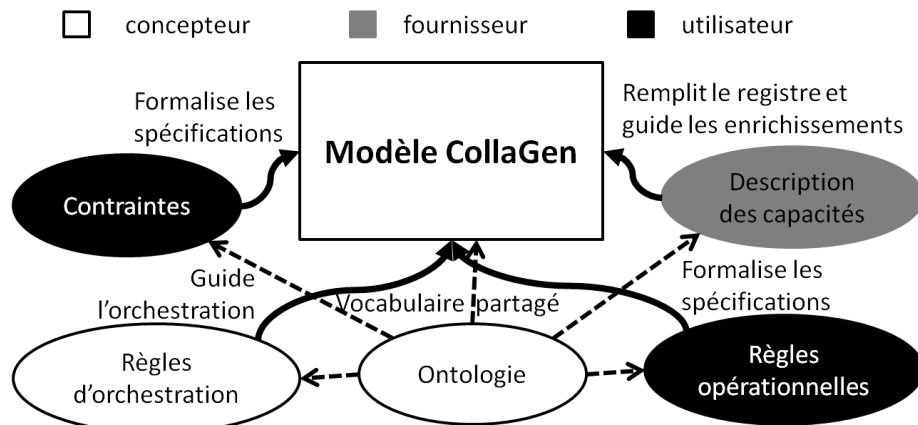 concepteur
fournisseur
utilisateur
Formalise les
spécifications
Remplit le registre et
guide les enrichissements
Modèle CollaGen
Contraintes
Description
des capacités
Guide
l'orchestration
Vocabulaire partagé
Formalise les
spécifications
Règles
d'orchestration
Ontologie
Règles
opérationnelles